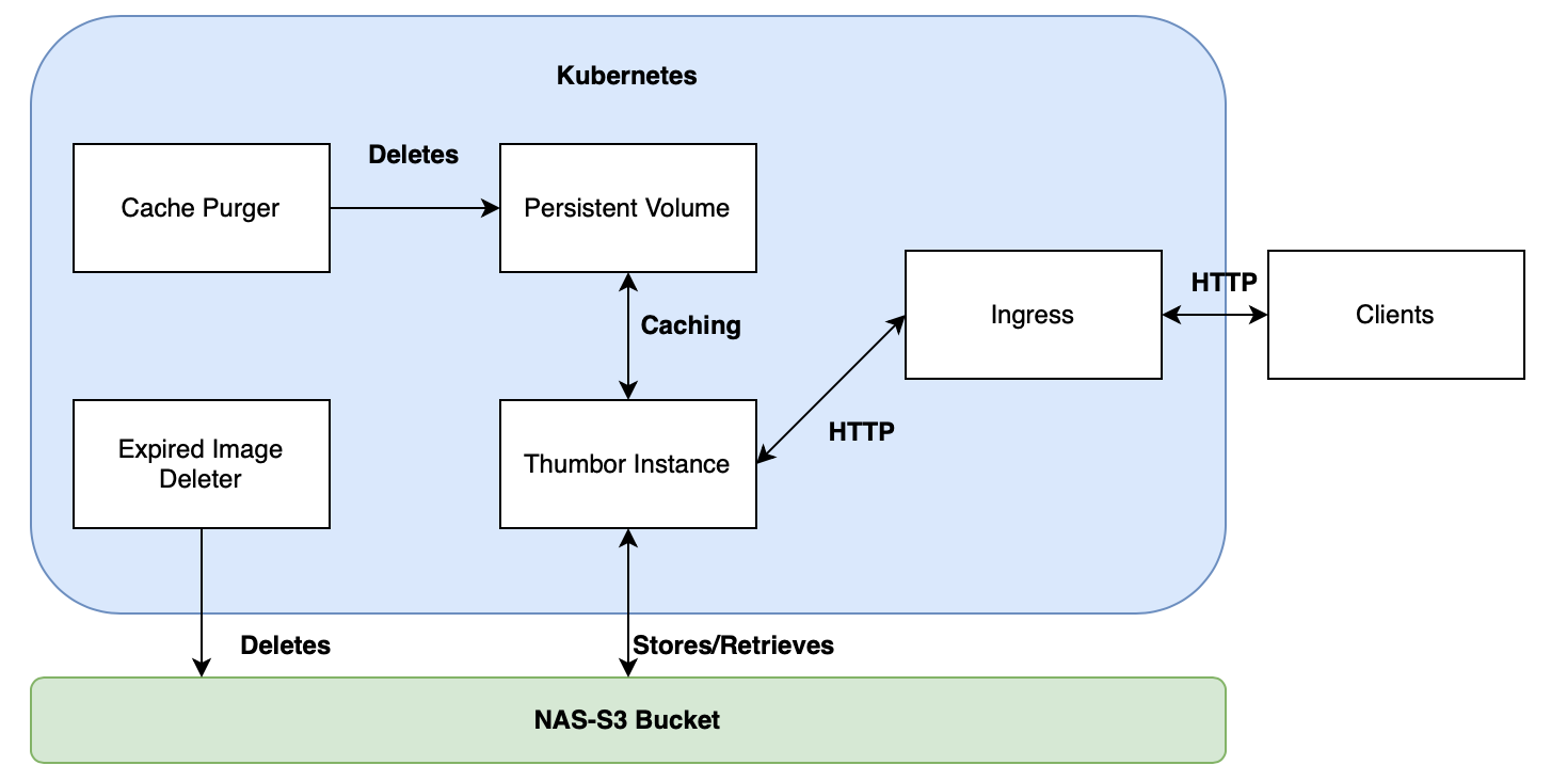 Kubernetes
Deletes
Cache Purger
Persistent Volume
HTTP
Caching
Ingress
Clients
Expired Image
Deleter
Thumbor Instance
HTTP
Deletes
Stores/Retrieves
NAS-S3 Bucket